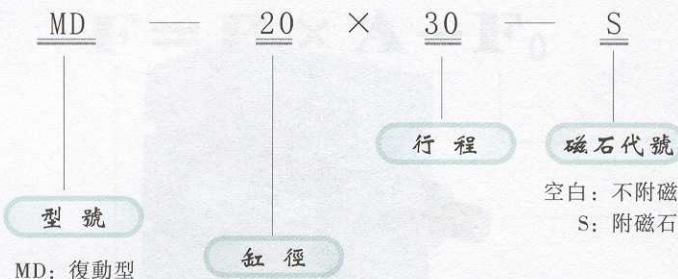 MD — 20 × 30 — S
行程
磁石代號
空白: 不附磁
S: 附磁石
型號
缸徑
MD: 復動型